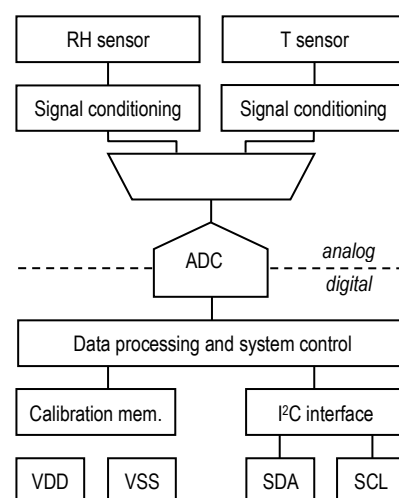 RH sensor
T sensor
Signal conditioning
Signal conditioning
ADC
analog
digital
Data processing and system control
Calibration mem.
I²C interface
VDD
VSS
SDA
SCL